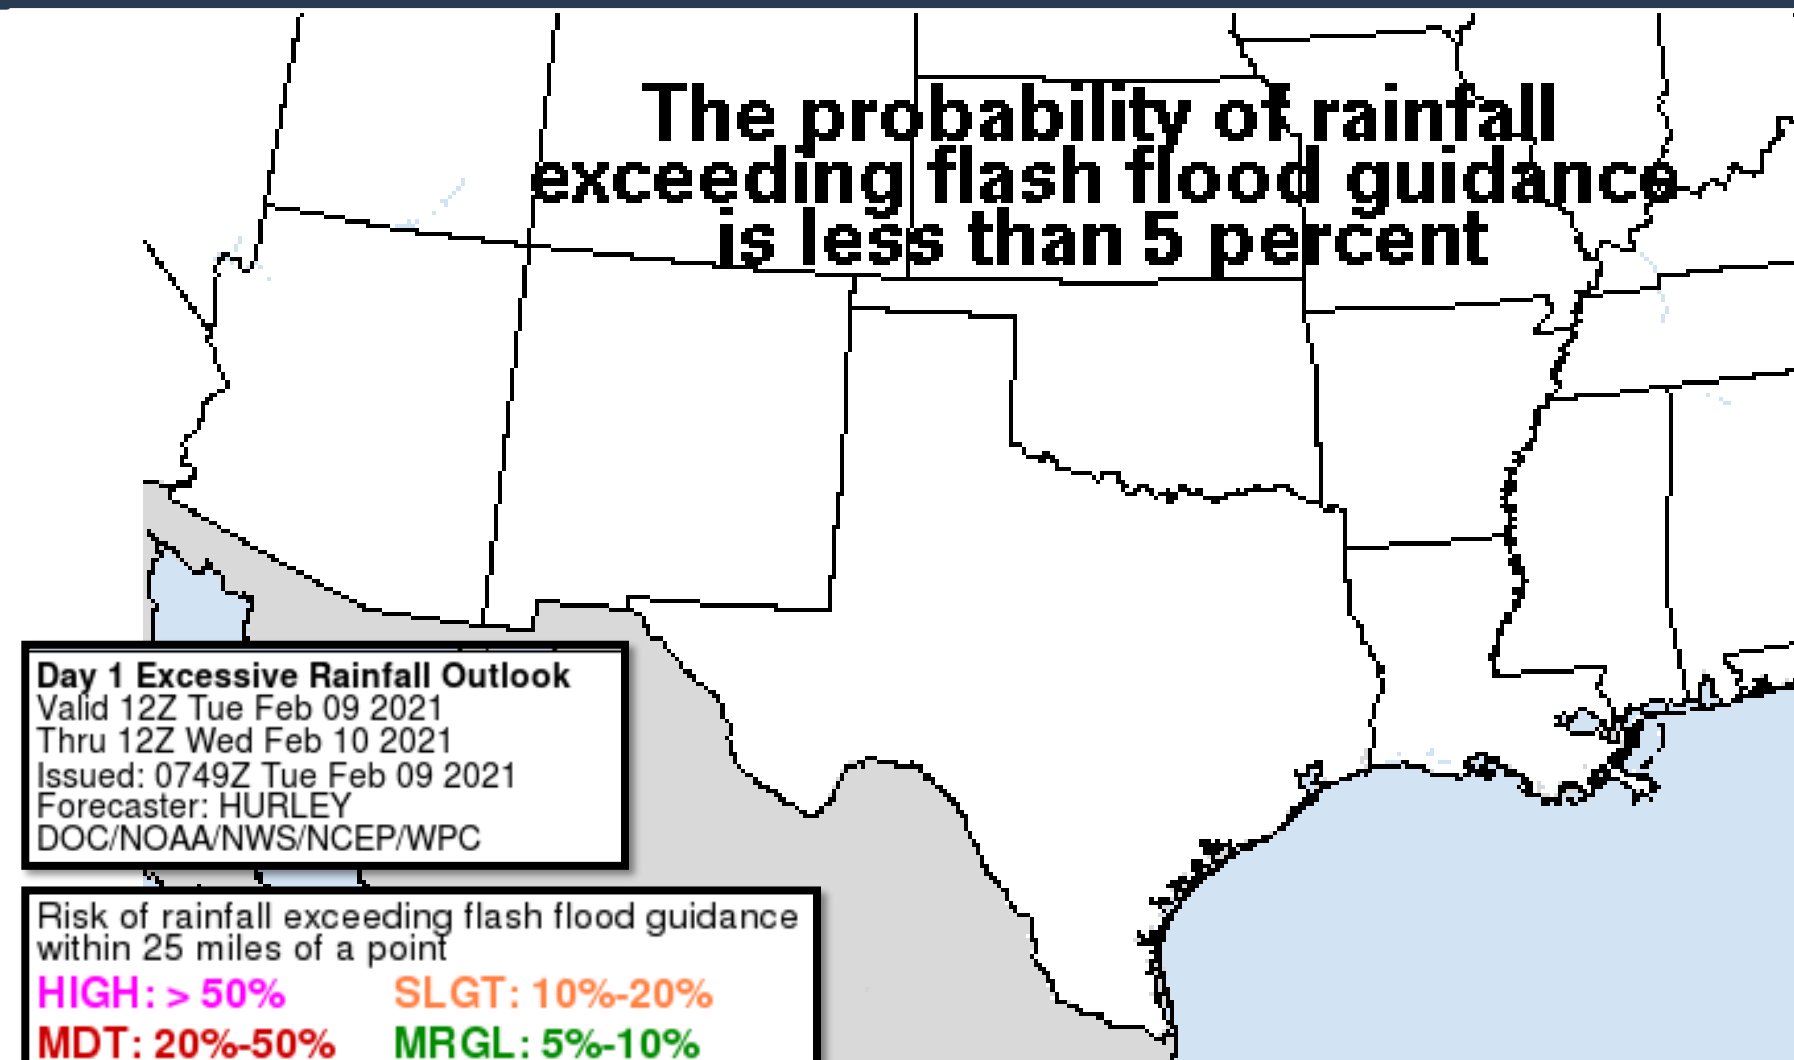 The probability of rainfall
exceeding flash flood guidance
is less than 5 percent
Day 1 Excessive Rainfall Outlook
Valid 12Z Tue Feb 09 2021
Thru 12Z Wed Feb 10 2021
Issued: 0749Z Tue Feb 09 2021
Forecaster: HURLEY
DOC/NOAA/NWS/NCEP/WPC
Risk of rainfall exceeding flash flood guidance
within 25 miles of a point
HIGH: > 50% SLGT: 10%-20%
MDT: 20%-50% MRGL: 5%-10%